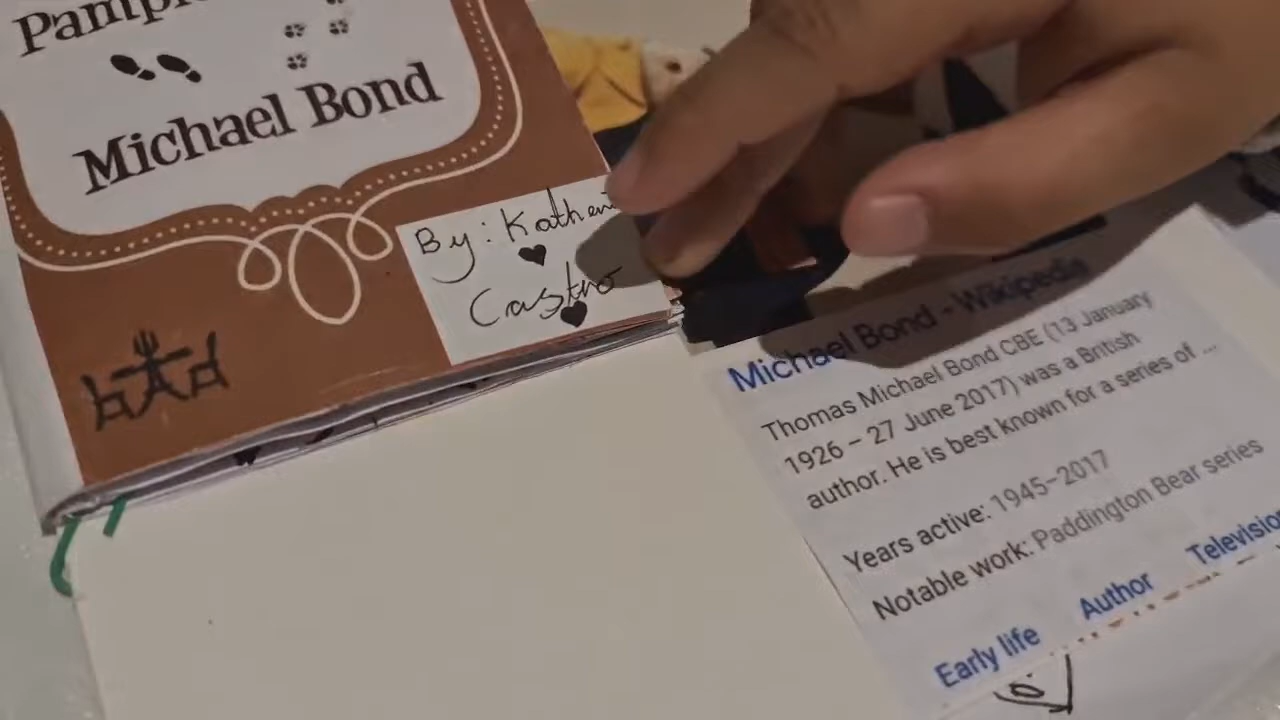 Michael Bond
By: Kather
Castro
Michael Bond - Wikipedia
Thomas Michael Bond CBE (13 January
1926 – 27 June 2017) was a British
author. He is best known for a series of ...
Years active: 1945–2017
Notable work: Paddington Bear series
Early life
Author